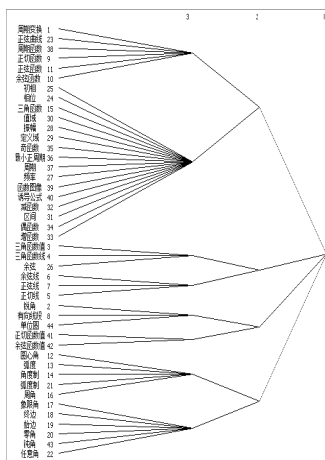 3 2 0
周期变换 1
正弦曲线 23
周期函数 38
正切函数 9
正弦函数 11
余弦函数 10
初相 25
相位 24
三角函数 15
值域 30
振幅 28
定义域 29
奇函数 35
最小正周期 36
周期 37
频率 27
函数图像 39
诱导公式 40
减函数 32
区间 31
偶函数 34
增函数 33
三角函数值 3
三角函数线 4
余弦 26
余弦线 6
正弦线 7
正切线 5
锐角 2
有向线段 8
单位圆 44
正切函数值 41
余弦函数值 42
圆心角 12
弧度 13
角度制 14
弧度制 21
周角 16
象限角 17
终边 18
始边 19
零角 20
钝角 43
任意角 22